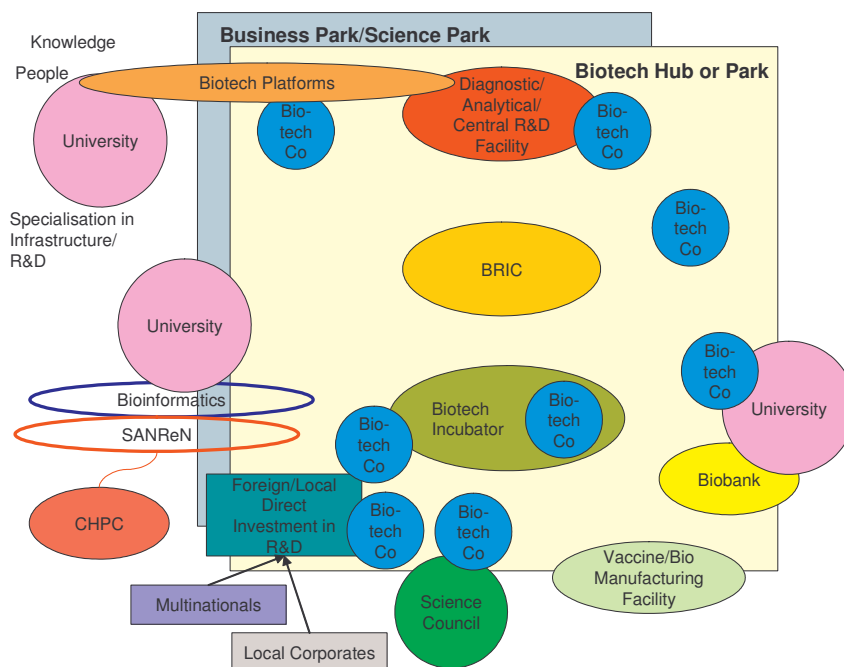 Knowledge
People
Business Park/Science Park
Biotech Hub or Park
Biotech Platforms
Diagnostic/
Analytical/
Central R&D
Facility
Bio-
tech
Co
Bio-
tech
Co
University
Specialisation in
Infrastructure/
R&D
Bio-
tech
Co
BRIC
University
Bio-
tech
Co
University
Bioinformatics
SANReN
Biotech
Incubator
Bio-
tech
Co
Bio-
tech
Co
Biobank
CHPC
Foreign/Local
Direct
Investment in
R&D
Bio-
tech
Co
Bio-
tech
Co
Vaccine/Bio
Manufacturing
Facility
Multinationals
Science
Council
Local Corporates